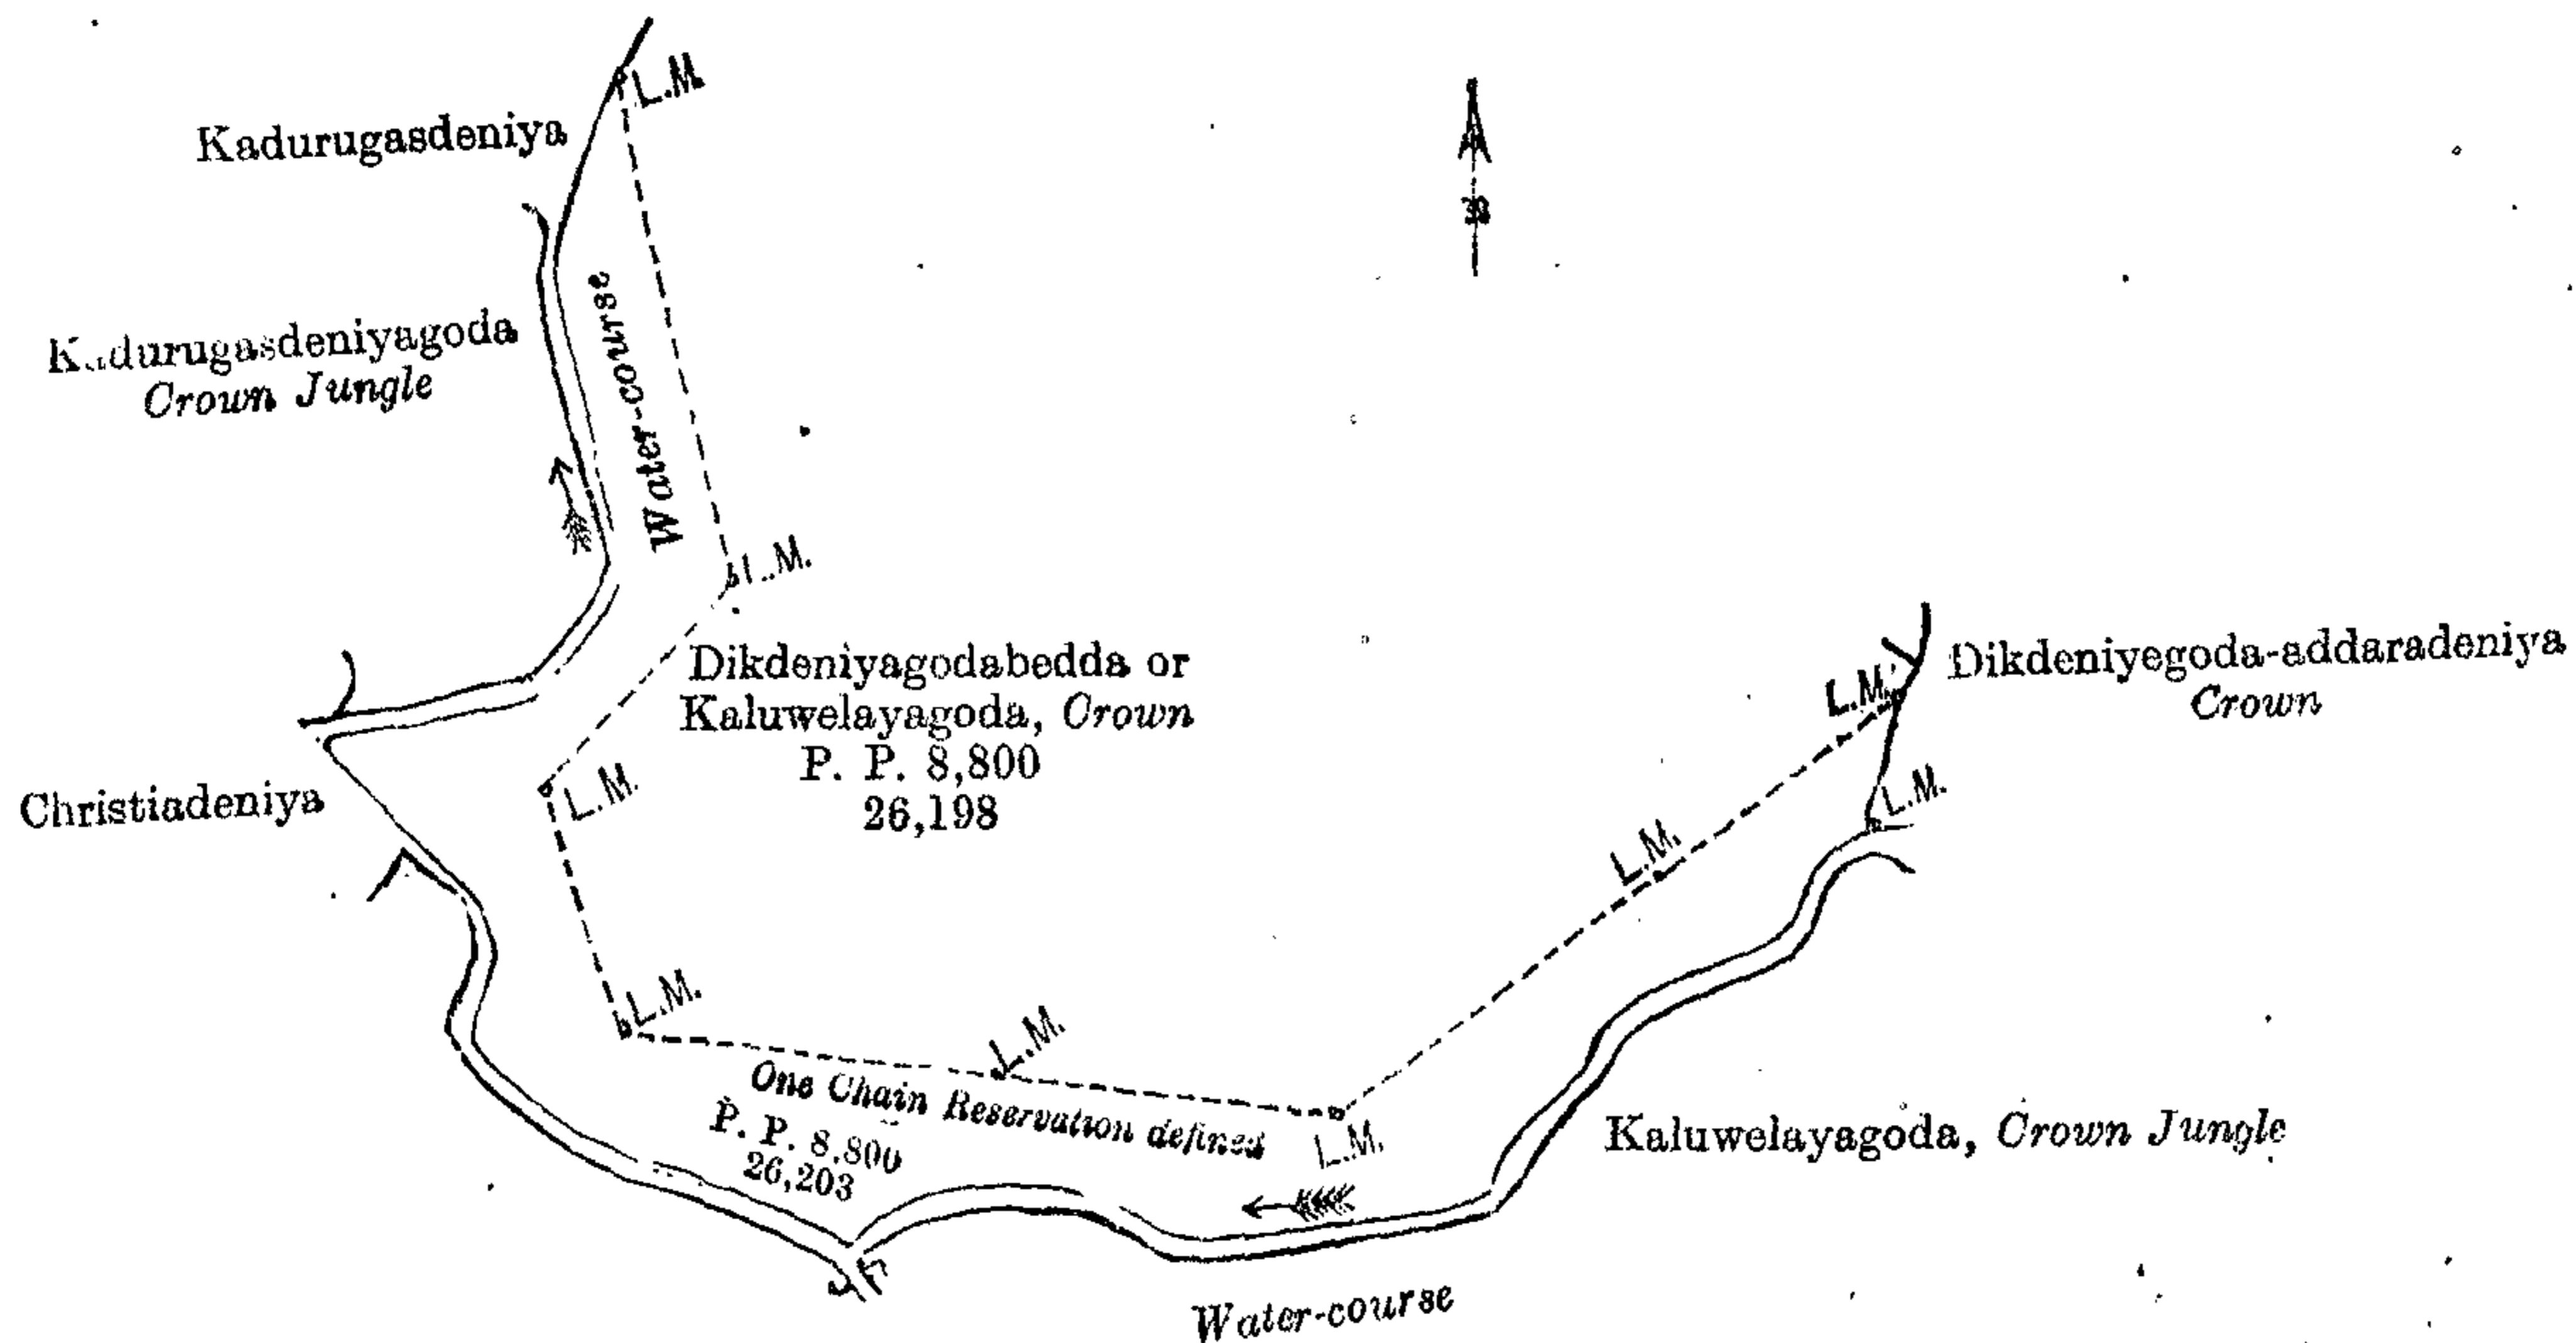 L.M.
Kadurugasdeniya
Water-course
Kadurugasdeniyagoda
Crown Jungle
L.M.
Dikdeniyagodabedda or
Kaluwelayagoda, Crown
P. P. 8,800
26,198
Dikdeniyegoda-addaradeniya
Crown
L.M.
L.M.
Christiadeniya
L.M.
L.M.
L.M.
L.M.
One Chain Reservation defined
P. P. 8,800
26,203
L.M.
Kaluwelayagoda, Crown Jungle
Water-course